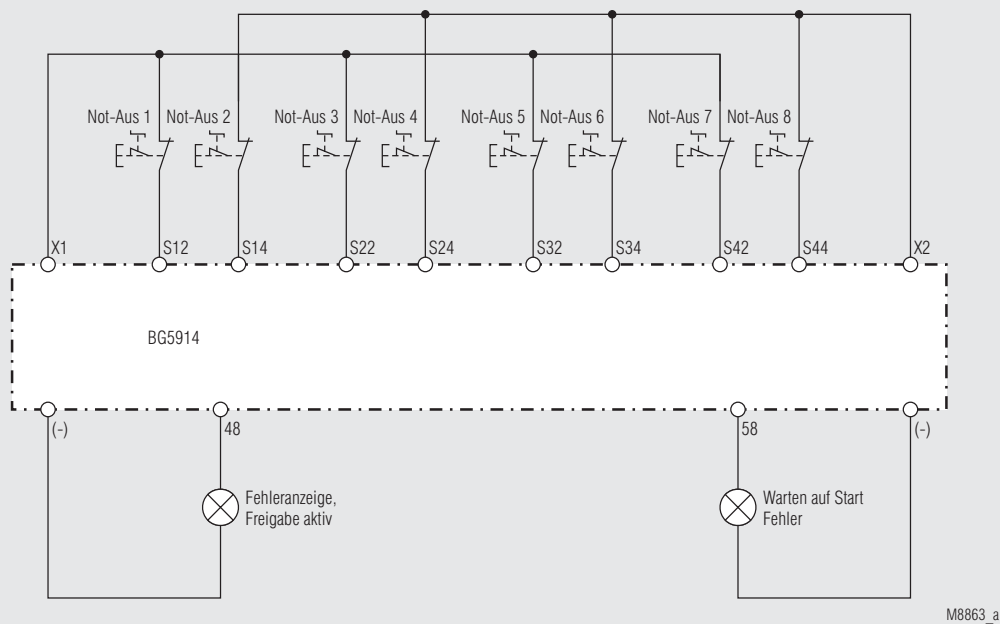 Not-Aus 1
Not-Aus 2
Not-Aus 3
Not-Aus 4
Not-Aus 5
Not-Aus 6
Not-Aus 7
Not-Aus 8
X1
S12
S14
S22
S24
S32
S34
S42
S44
X2
BG5914
(-)
48
58
(-)
Fehleranzeige,
Freigabe aktiv
Warten auf Start
Fehler
M8863_a